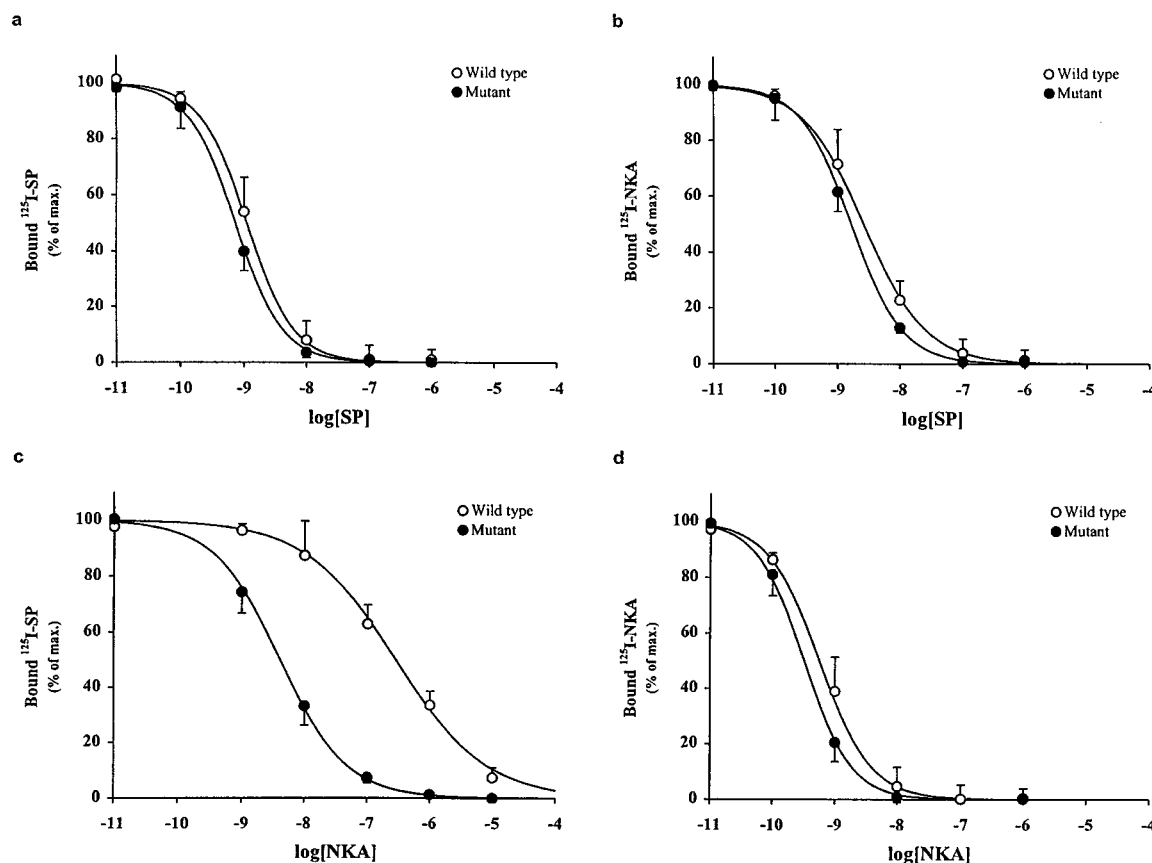 a
100
80
60
40
20
0
Bound ¹²⁵I-SP
(% of max.)
Wild type
Mutant
-11 -10 -9 -8 -7 -6 -5 -4
log[SP]
b
100
80
60
40
20
0
Bound ¹²⁵I-NKA
(% of max.)
Wild type
Mutant
-11 -10 -9 -8 -7 -6 -5 -4
log[SP]
c
100
80
60
40
20
0
Bound ¹²⁵I-SP
(% of max.)
Wild type
Mutant
-11 -10 -9 -8 -7 -6 -5 -4
log[NKA]
d
100
80
60
40
20
0
Bound ¹²⁵I-NKA
(% of max.)
Wild type
Mutant
-11 -10 -9 -8 -7 -6 -5 -4
log[NKA]